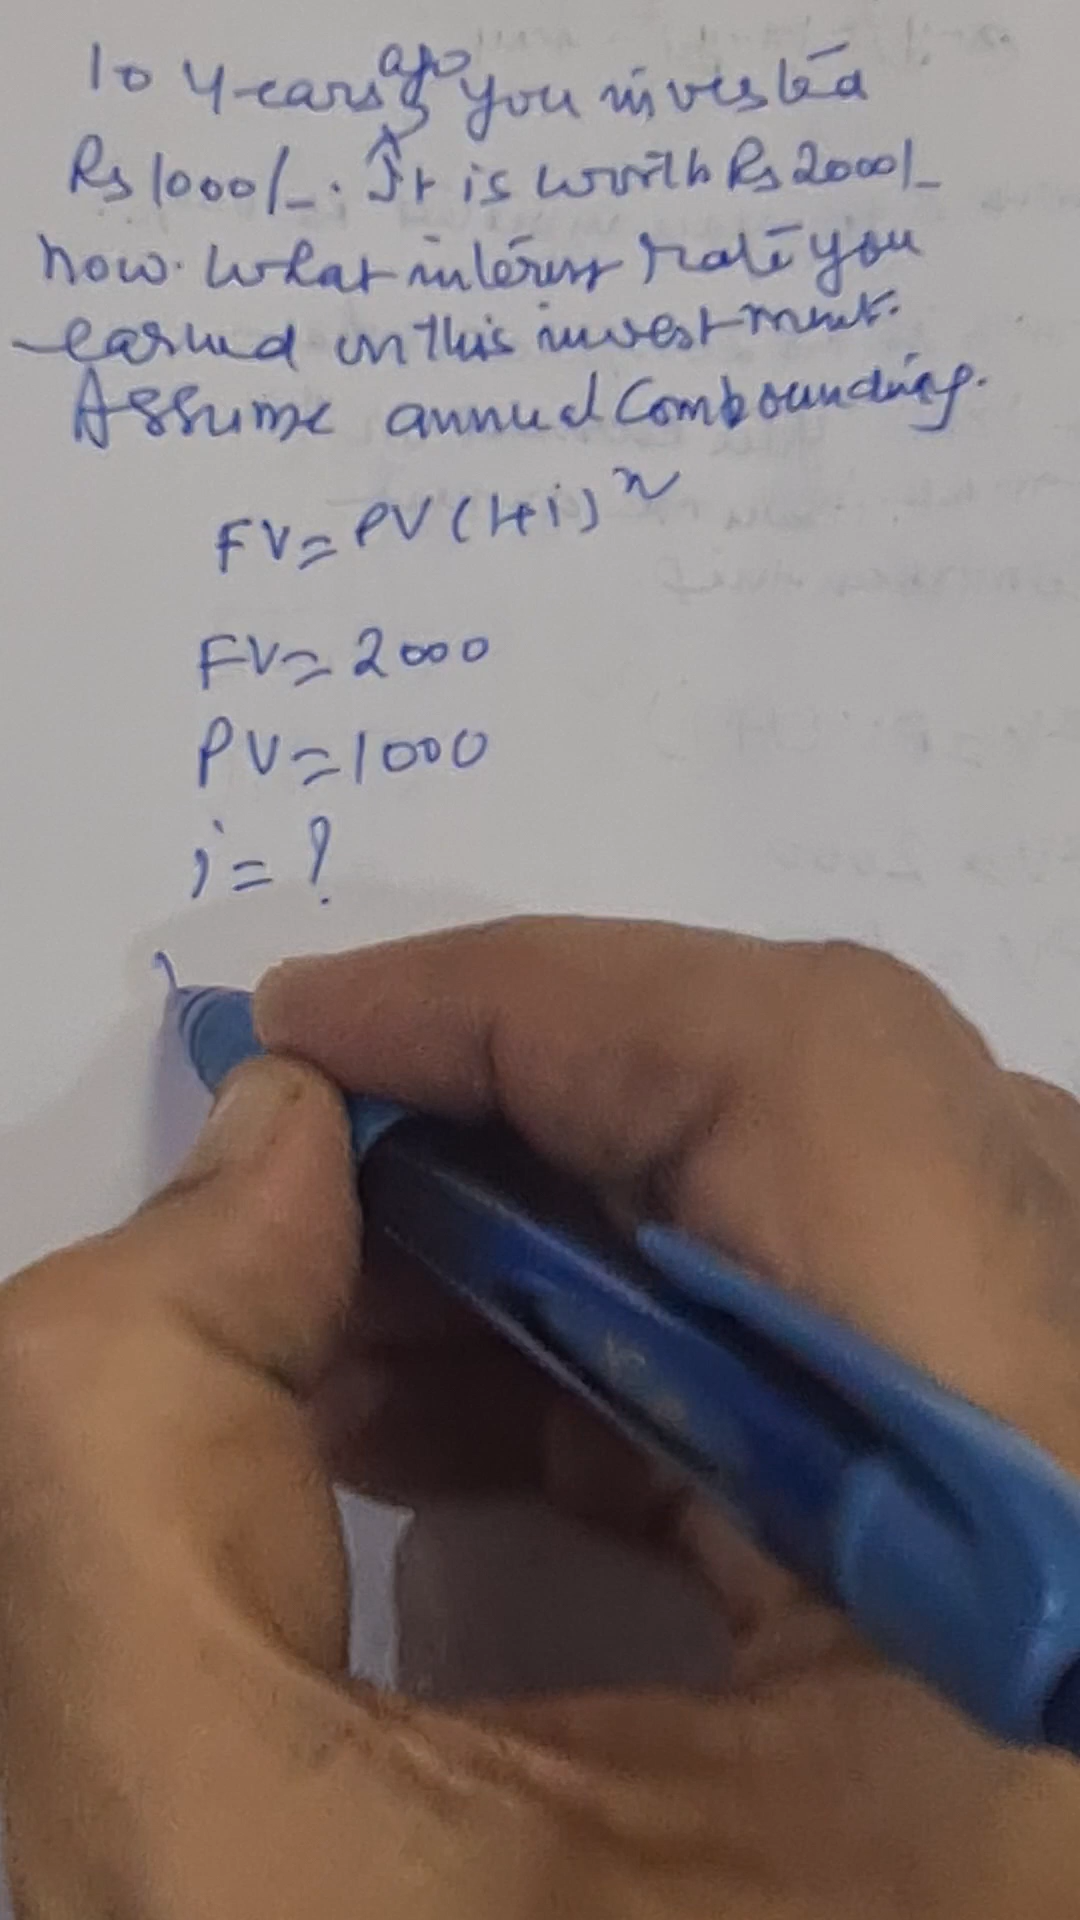 10 years ago you invested
Rs 1000/-. It is worth Rs 2000/-
now. What interest rate you
earned on this investment.
Assume annual Compounding.
FV = PV (1+i)^n
FV = 2000
PV = 1000
i = ?